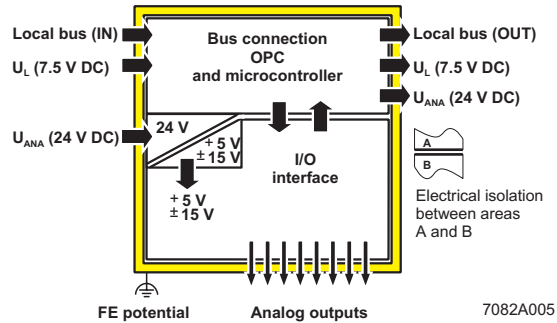 Local bus (IN)
Bus connection
OPC
and microcontroller
Local bus (OUT)
UL (7.5 V DC)
UL (7.5 V DC)
UANA (24 V DC)
UANA (24 V DC)
24 V
+ 5 V
± 15 V
I/O
interface
A
B
+ 5 V
± 15 V
Electrical isolation
between areas
A and B
FE potential
Analog outputs
7082A005